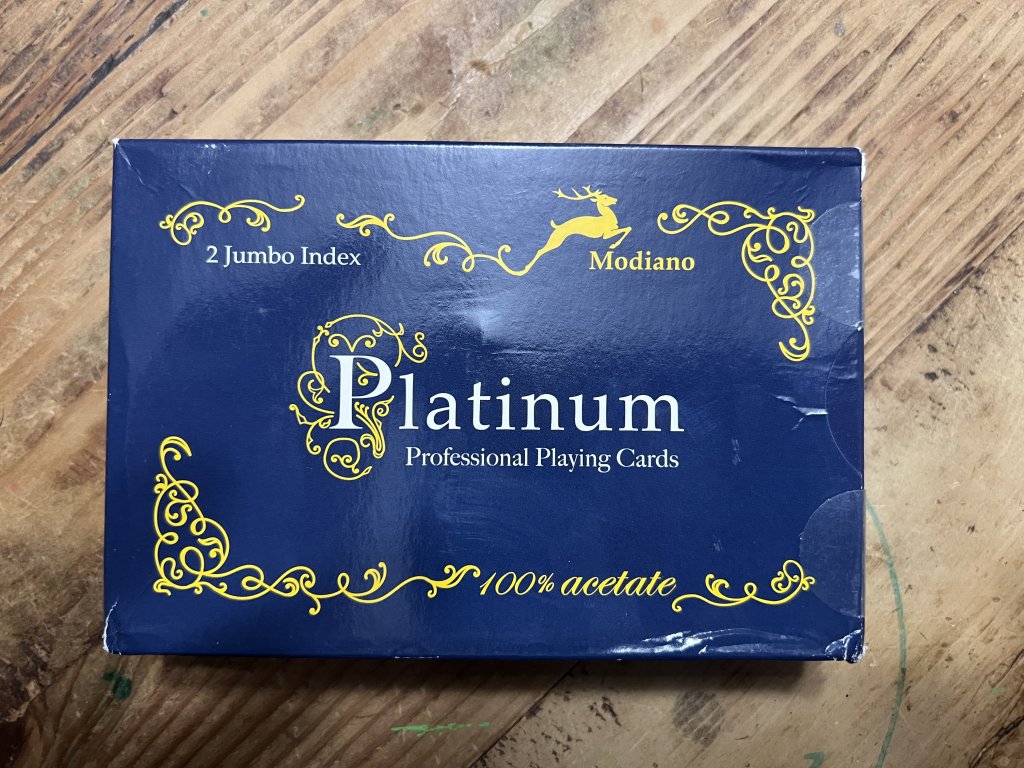 2 Jumbo Index
Modiano
Platinum
Professional Playing Cards
100% acetate